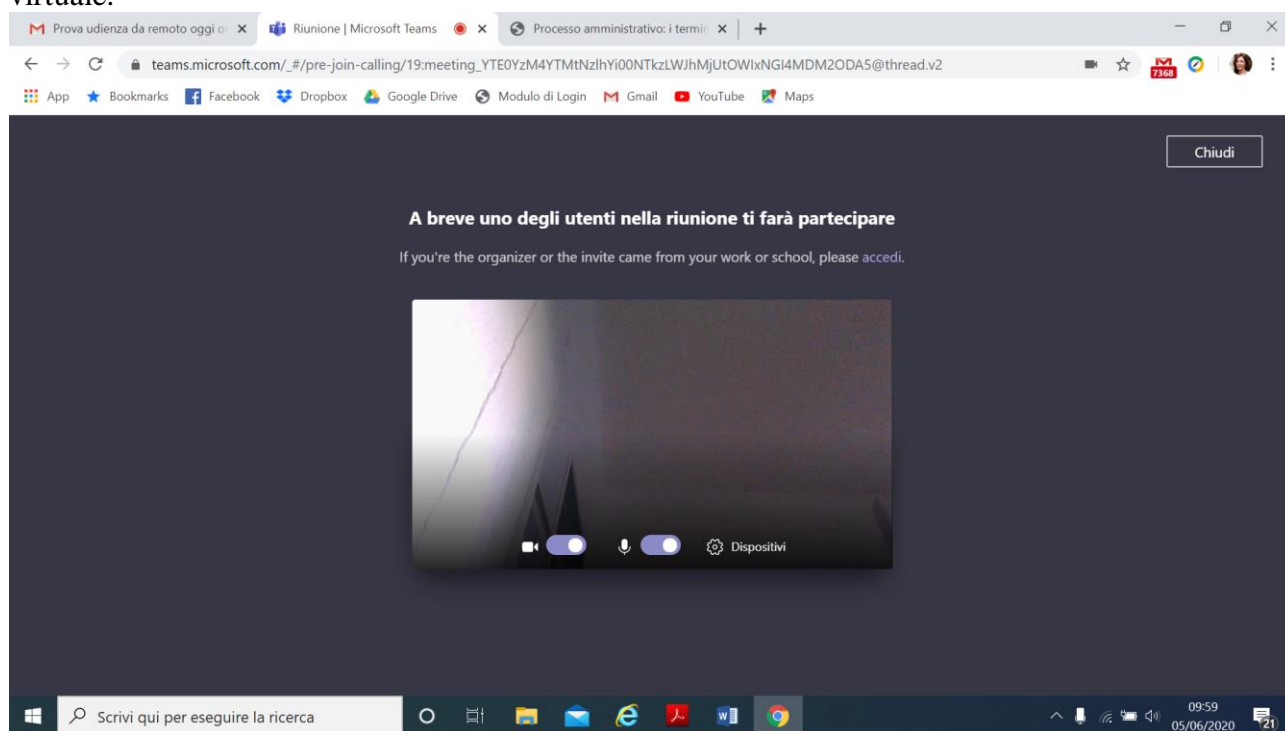 virtuale.
Prova udienza da remoto oggi o
Riunione | Microsoft Teams
Processo amministrativo: i termin
teams.microsoft.com/_#/pre-join-calling/19:meeting_YTE0YzM4YTMtNzlhYi00NTkzLWJhMjUtOWIxNGI4MDM2ODA5@thread.v2
7368
App Bookmarks Facebook Dropbox Google Drive Modulo di Login Gmail YouTube Maps
Chiudi
A breve uno degli utenti nella riunione ti farà partecipare
If you're the organizer or the invite came from your work or school, please accedi.
Dispositivi
Scrivi qui per eseguire la ricerca
09:59
05/06/2020
21